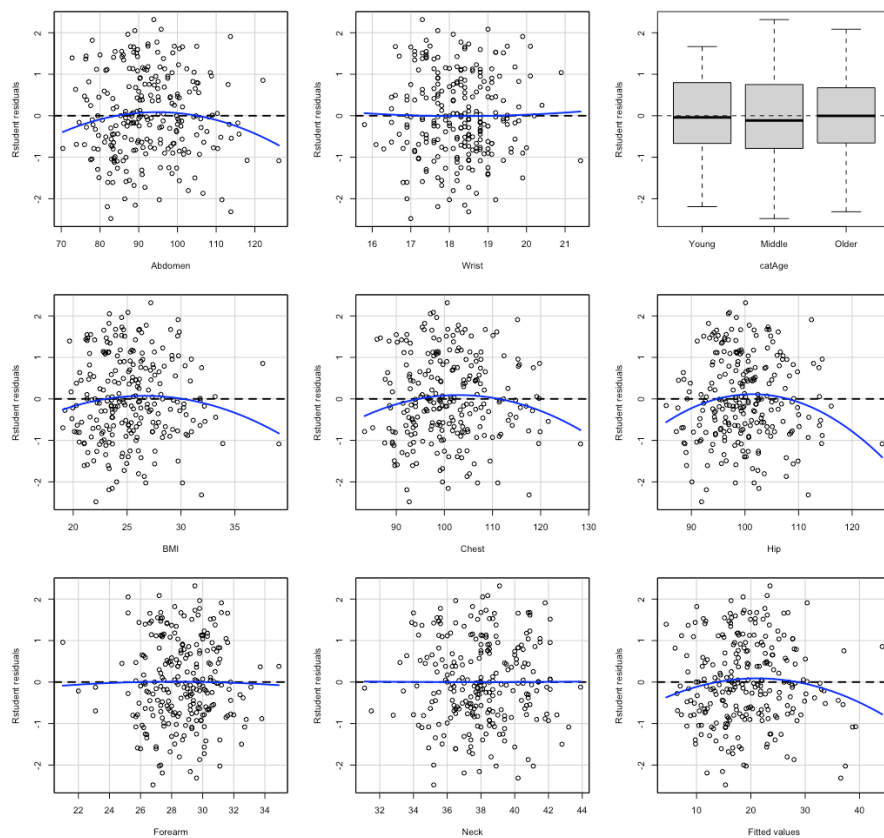 Rstudent residuals
2
1
0
-1
-2
70 80 90 100 110 120
Abdomen
Rstudent residuals
2
1
0
-1
-2
16 17 18 19 20 21
Wrist
Rstudent residuals
2
1
0
-1
-2
Young Middle Older
catAge
Rstudent residuals
2
1
0
-1
-2
20 25 30 35
BMI
Rstudent residuals
2
1
0
-1
-2
90 100 110 120 130
Chest
Rstudent residuals
2
1
0
-1
-2
90 100 110 120
Hip
Rstudent residuals
2
1
0
-1
-2
22 24 26 28 30 32 34
Forearm
Rstudent residuals
2
1
0
-1
-2
32 34 36 38 40 42 44
Neck
Rstudent residuals
2
1
0
-1
-2
10 20 30 40
Fitted values